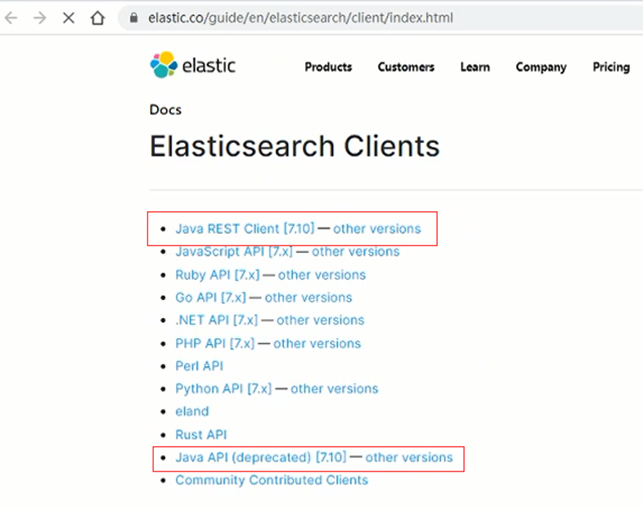 elastic.co/guide/en/elasticsearch/client/index.html
elastic Products Customers Learn Company Pricing
Docs
Elasticsearch Clients
Java REST Client [7.10] — other versions
JavaScript API [7.x] — other versions
Ruby API [7.x] — other versions
Go API [7.x] — other versions
.NET API [7.x] — other versions
PHP API [7.x] — other versions
Perl API
Python API [7.x] — other versions
eland
Rust API
Java API (deprecated) [7.10] — other versions
Community Contributed Clients